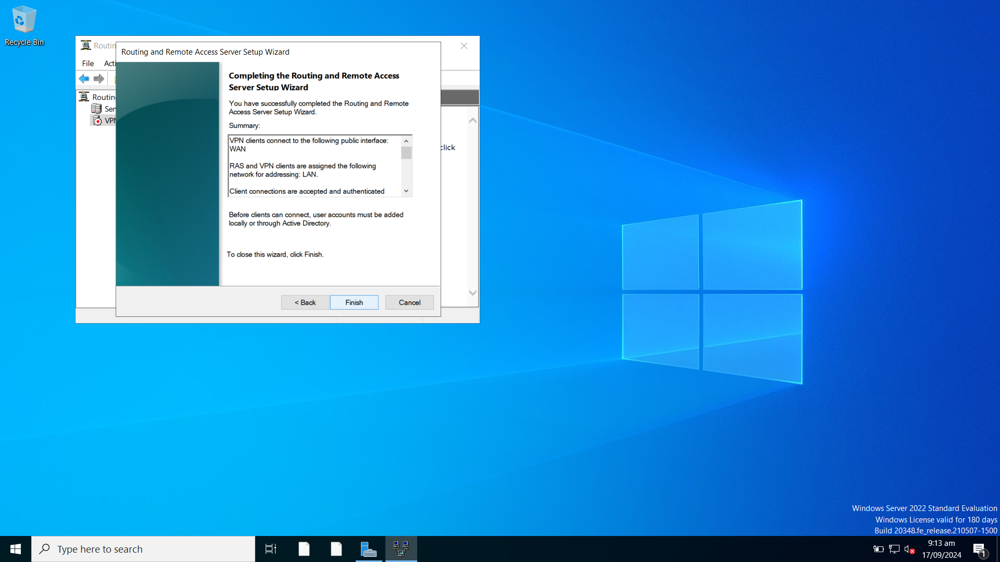 Recycle Bin
Routin
File Acti
Routing
Ser
VPN
click
Routing and Remote Access Server Setup Wizard
Completing the Routing and Remote Access
Server Setup Wizard
You have successfully completed the Routing and Remote
Access Server Setup Wizard.
Summary:
VPN clients connect to the following public interface:
WAN
RAS and VPN clients are assigned the following
network for addressing: LAN.
Client connections are accepted and authenticated
Before clients can connect, user accounts must be added
locally or through Active Directory.
To close this wizard, click Finish.
< Back Finish Cancel
Windows Server 2022 Standard Evaluation
Windows License valid for 180 days
Build 20348.fe_release.210507-1500
Type here to search
9:13 am
17/09/2024
1